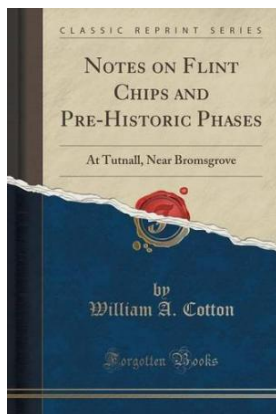 CLASSIC REPRINT SERIES
NOTES ON FLINT
CHIPS AND
PRE-HISTORIC PHASES
At Tutnall, Near Bromsgrove
by
William A. Cotton
Forgotten Books